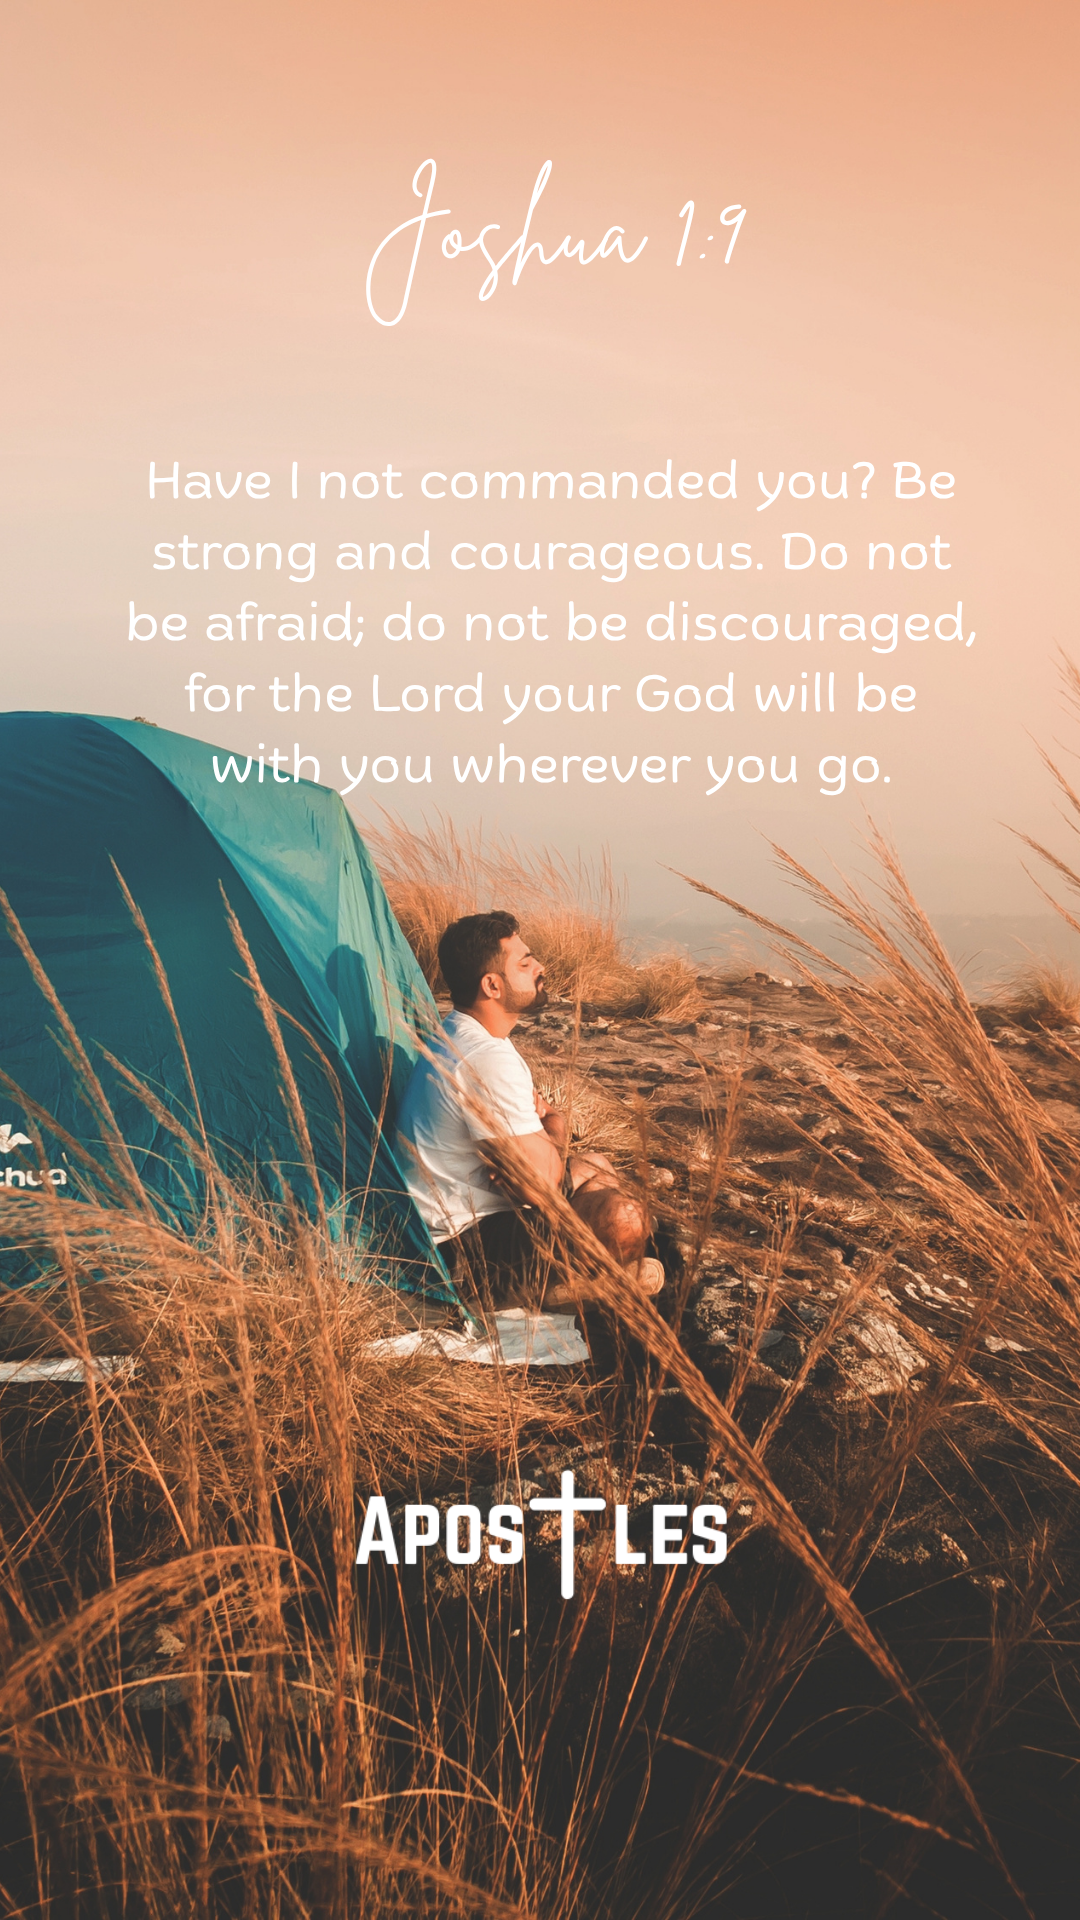 Joshua 1:9
Have I not commanded you? Be
strong and courageous. Do not
be afraid; do not be discouraged,
for the Lord your God will be
with you wherever you go.
chua
APOSTLES